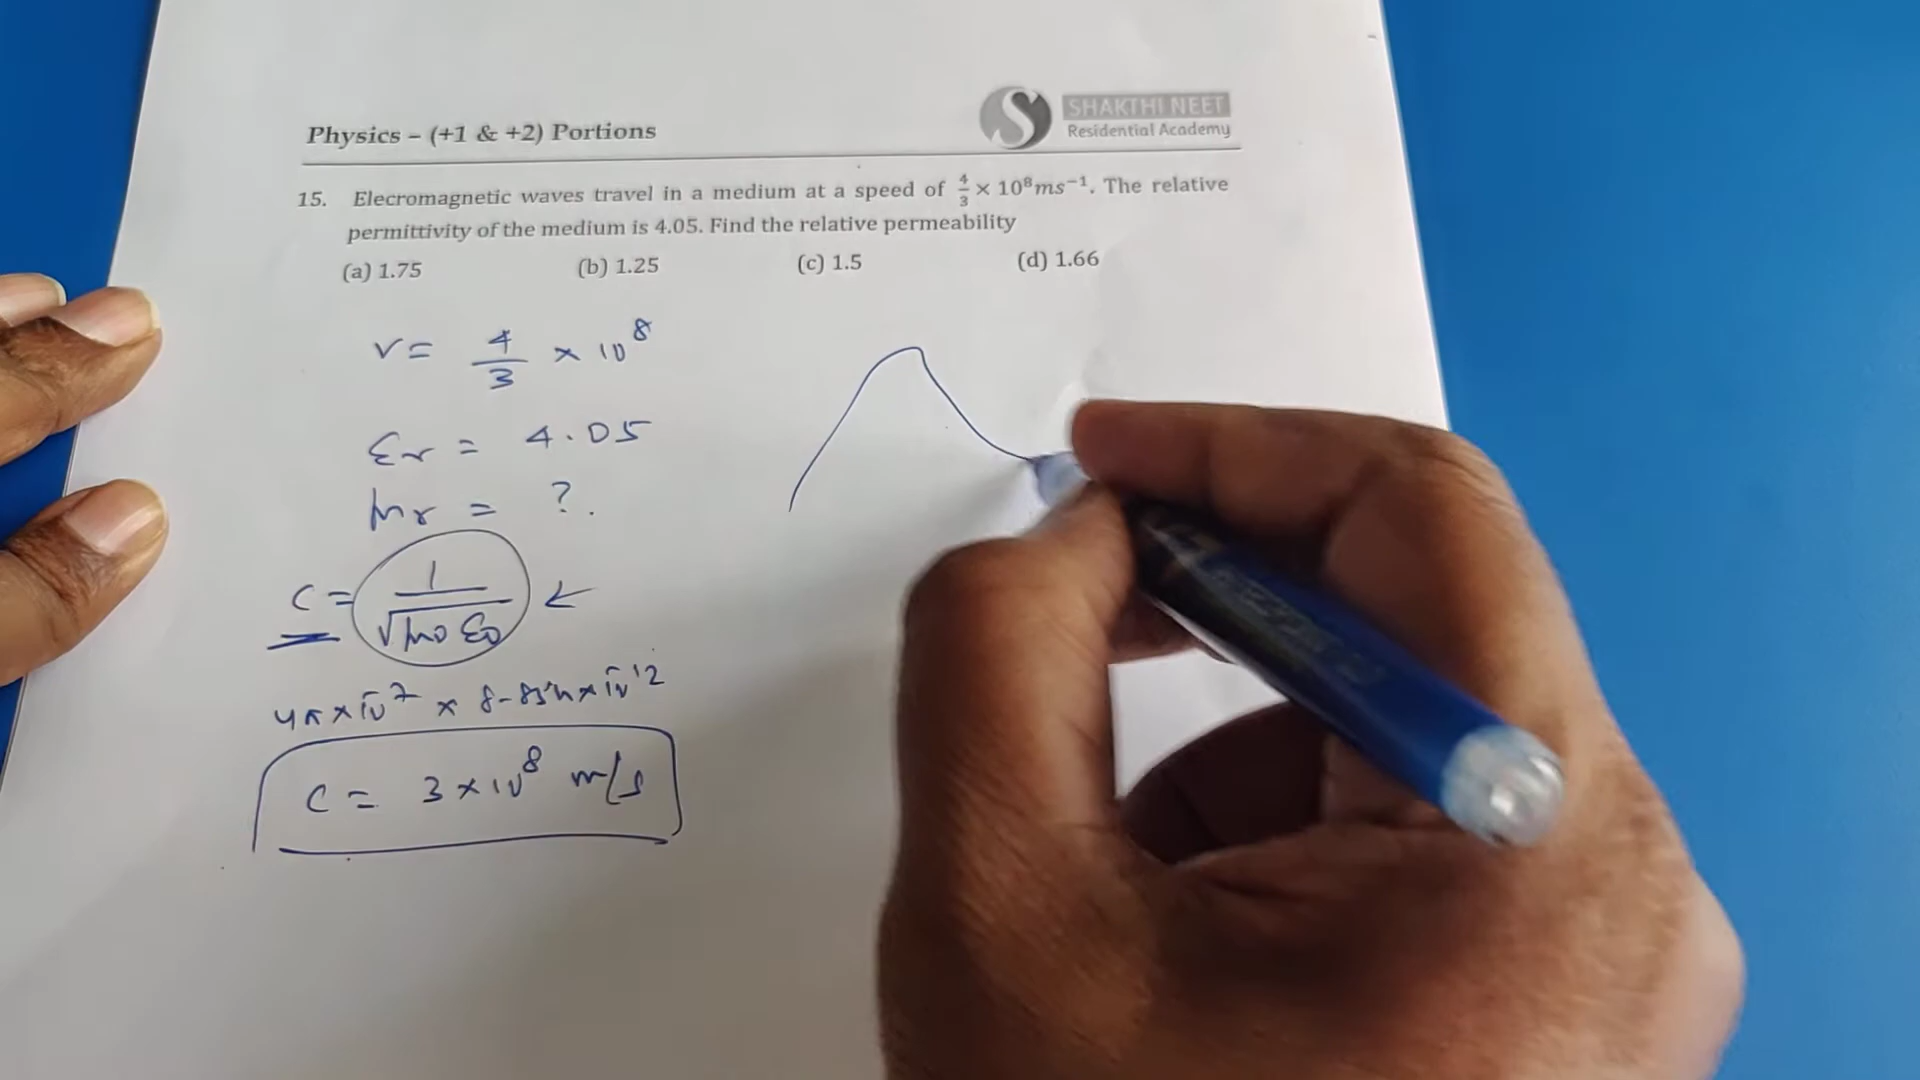 SHAKTHI NEET
Residential Academy
Physics – (+1 & +2) Portions
15. Elecromagnetic waves travel in a medium at a speed of 4/3 × 10⁸ms⁻¹. The relative
permittivity of the medium is 4.05. Find the relative permeability
(a) 1.75 (b) 1.25 (c) 1.5 (d) 1.66
v = 4/3 × 10⁸
εr = 4.05
μr = ?.
c = 1/√μ0 ε0 ←
4π × 10⁻⁷ × 8-854 × 10⁻¹²
c = 3 × 10⁸ m/s